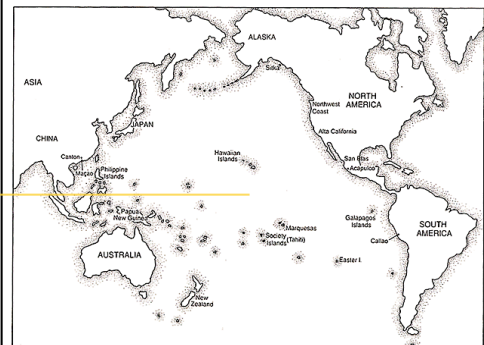 ALASKA
Sitka
ASIA
NORTH
AMERICA
Northwest
Coast
JAPAN
Alta California
CHINA
Canton
Hawaiian
Islands
San Blas
Acapulco
Macao
Philippine
Islands
Papua
New Guinea
Marquesas
Society
Islands
(Tahiti)
Galapagos
Islands
SOUTH
AMERICA
Callao
AUSTRALIA
Easter I.
New
Zealand